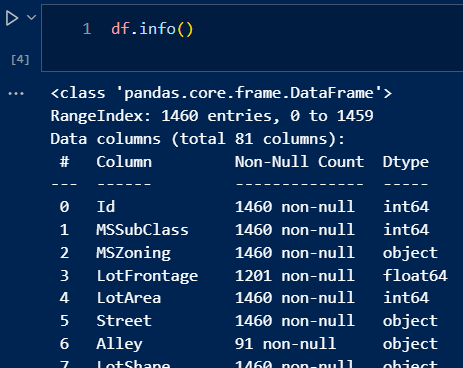 1 df.info()
[4]
... <class 'pandas.core.frame.DataFrame'>
RangeIndex: 1460 entries, 0 to 1459
Data columns (total 81 columns):
# Column Non-Null Count Dtype
--- ------ -------------- -----
0 Id 1460 non-null int64
1 MSSubClass 1460 non-null int64
2 MSZoning 1460 non-null object
3 LotFrontage 1201 non-null float64
4 LotArea 1460 non-null int64
5 Street 1460 non-null object
6 Alley 91 non-null object
7 LotShape 1460 non-null object